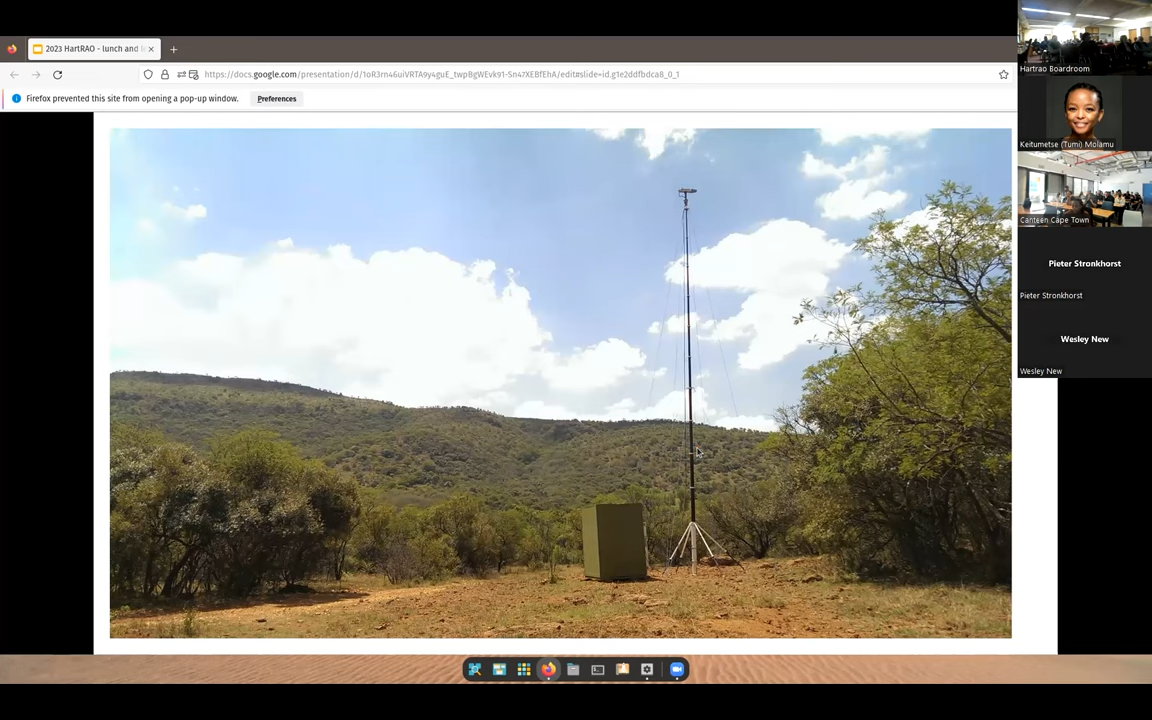 2023 HartRAO - lunch and l
https://docs.google.com/presentation/d/1oR3rn46uiVRTA9y4guE_twpBgWEvk91-Sn47XEBfEhA/edit#slide=id.g1e2ddfbdca8_0_1
Firefox prevented this site from opening a pop-up window.
Preferences
Hartrao Boardroom
Keitumetse (Tumi) Molamu
Canteen Cape Town
Pieter Stronkhorst
Pieter Stronkhorst
Wesley New
Wesley New